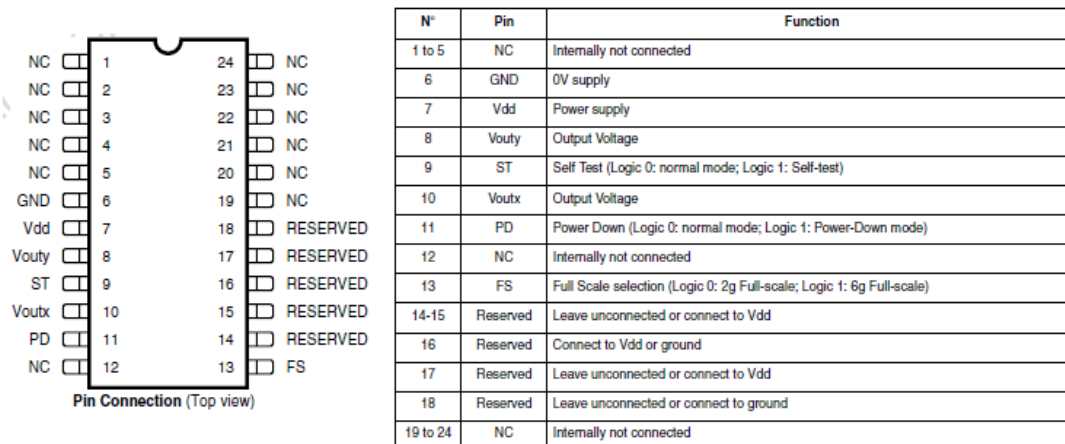 NC 1 24 NC
NC 2 23 NC
NC 3 22 NC
NC 4 21 NC
NC 5 20 NC
GND 6 19 NC
Vdd 7 18 RESERVED
Vouty 8 17 RESERVED
ST 9 16 RESERVED
Voutx 10 15 RESERVED
PD 11 14 RESERVED
NC 12 13 FS
Pin Connection (Top view)
N° Pin Function
1 to 5 NC Internally not connected
6 GND 0V supply
7 Vdd Power supply
8 Vouty Output Voltage
9 ST Self Test (Logic 0: normal mode; Logic 1: Self-test)
10 Voutx Output Voltage
11 PD Power Down (Logic 0: normal mode; Logic 1: Power-Down mode)
12 NC Internally not connected
13 FS Full Scale selection (Logic 0: 2g Full-scale; Logic 1: 6g Full-scale)
14-15 Reserved Leave unconnected or connect to Vdd
16 Reserved Connect to Vdd or ground
17 Reserved Leave unconnected or connect to Vdd
18 Reserved Leave unconnected or connect to ground
19 to 24 NC Internally not connected